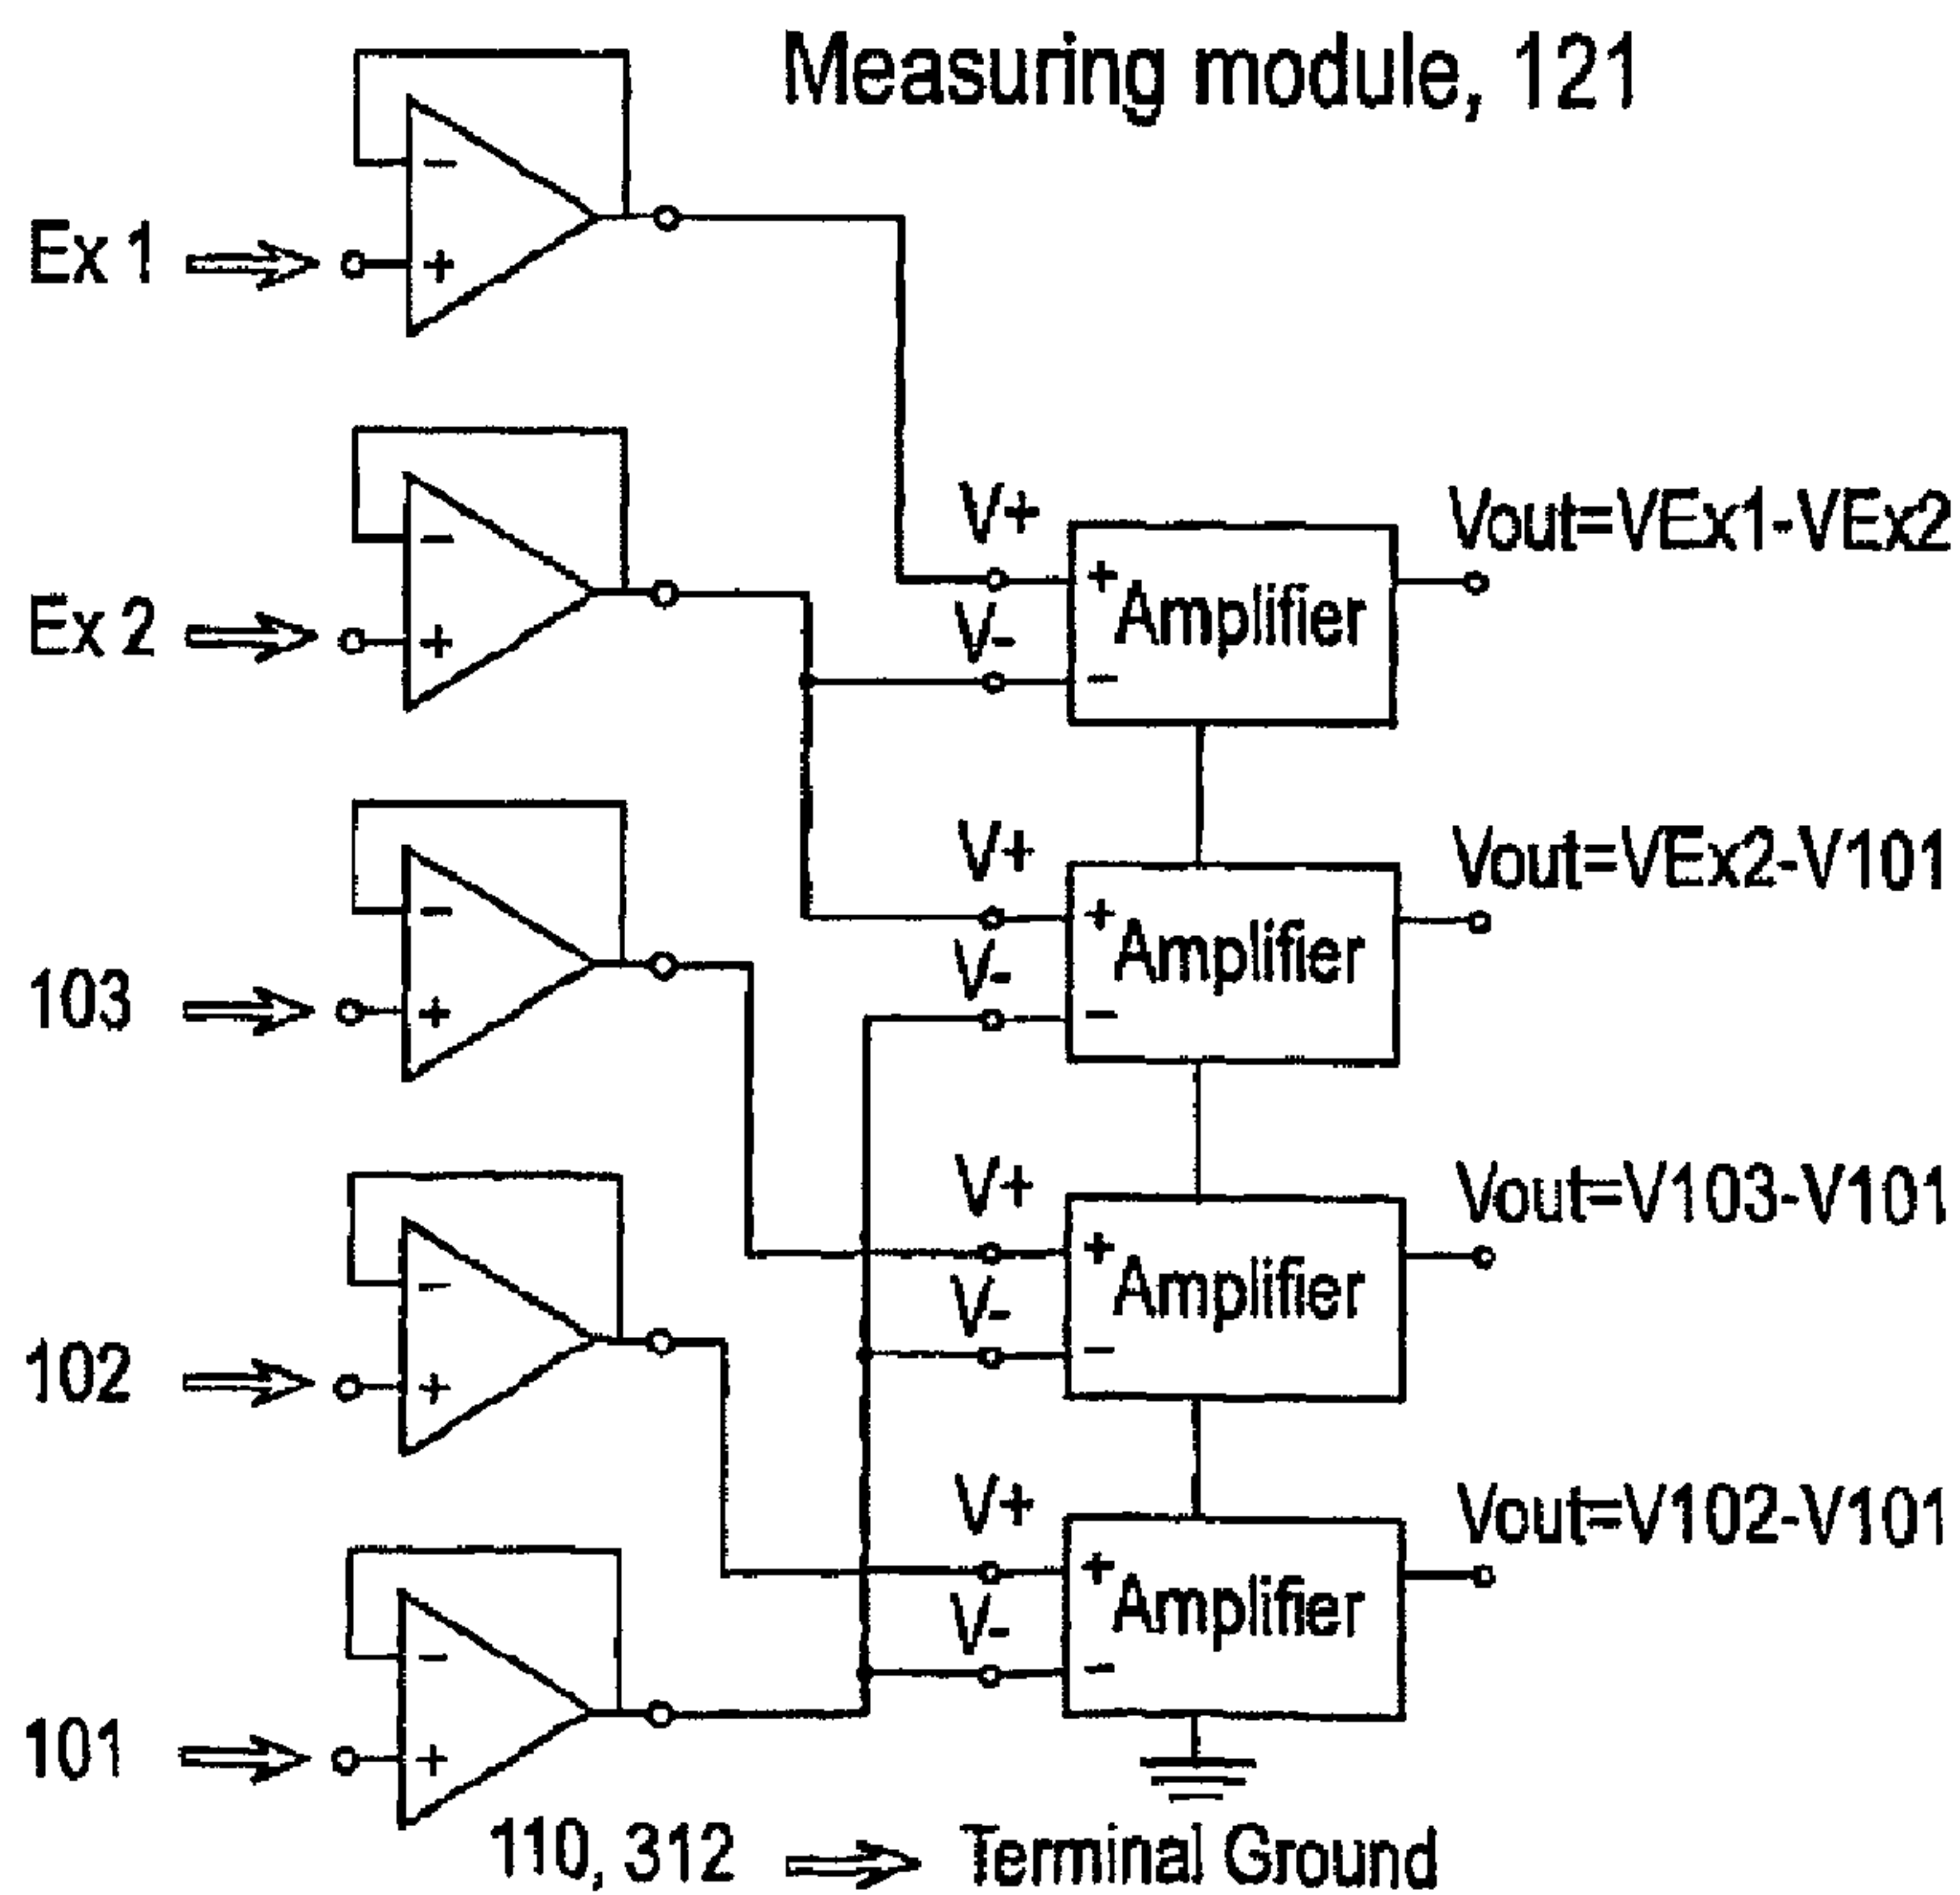 Measuring module, 121
Ex 1
-
+
Ex 2
-
+
V+
V-
+
Amplifier
-
Vout=VEx1-VEx2
103
-
+
V+
V-
+
Amplifier
-
Vout=VEx2-V101
102
-
+
V+
V-
+
Amplifier
-
Vout=V103-V101
101
-
+
V+
V-
+
Amplifier
-
Vout=V102-V101
110, 312
Terminal Ground